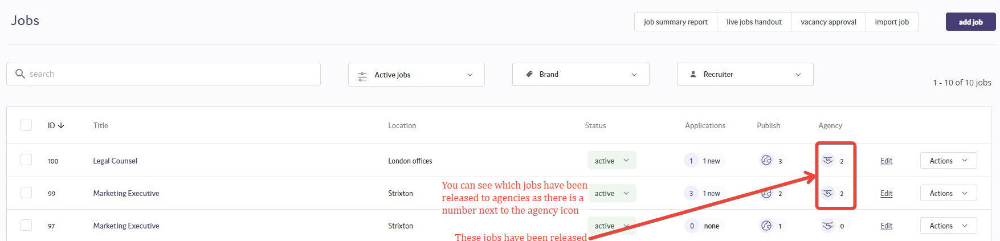 Jobs
job summary report live jobs handout vacancy approval import job add job
search Active jobs Brand Recruiter
1 - 10 of 10 jobs
ID Title Location Status Applications Publish Agency
100 Legal Counsel London offices active 1 1 new 3 2 Edit Actions
99 Marketing Executive Strixton active 3 1 new 2 2 Edit Actions
97 Marketing Executive Strixton active 0 none 1 0 Edit Actions
You can see which jobs have been
released to agencies as there is a
number next to the agency icon
These jobs have been released